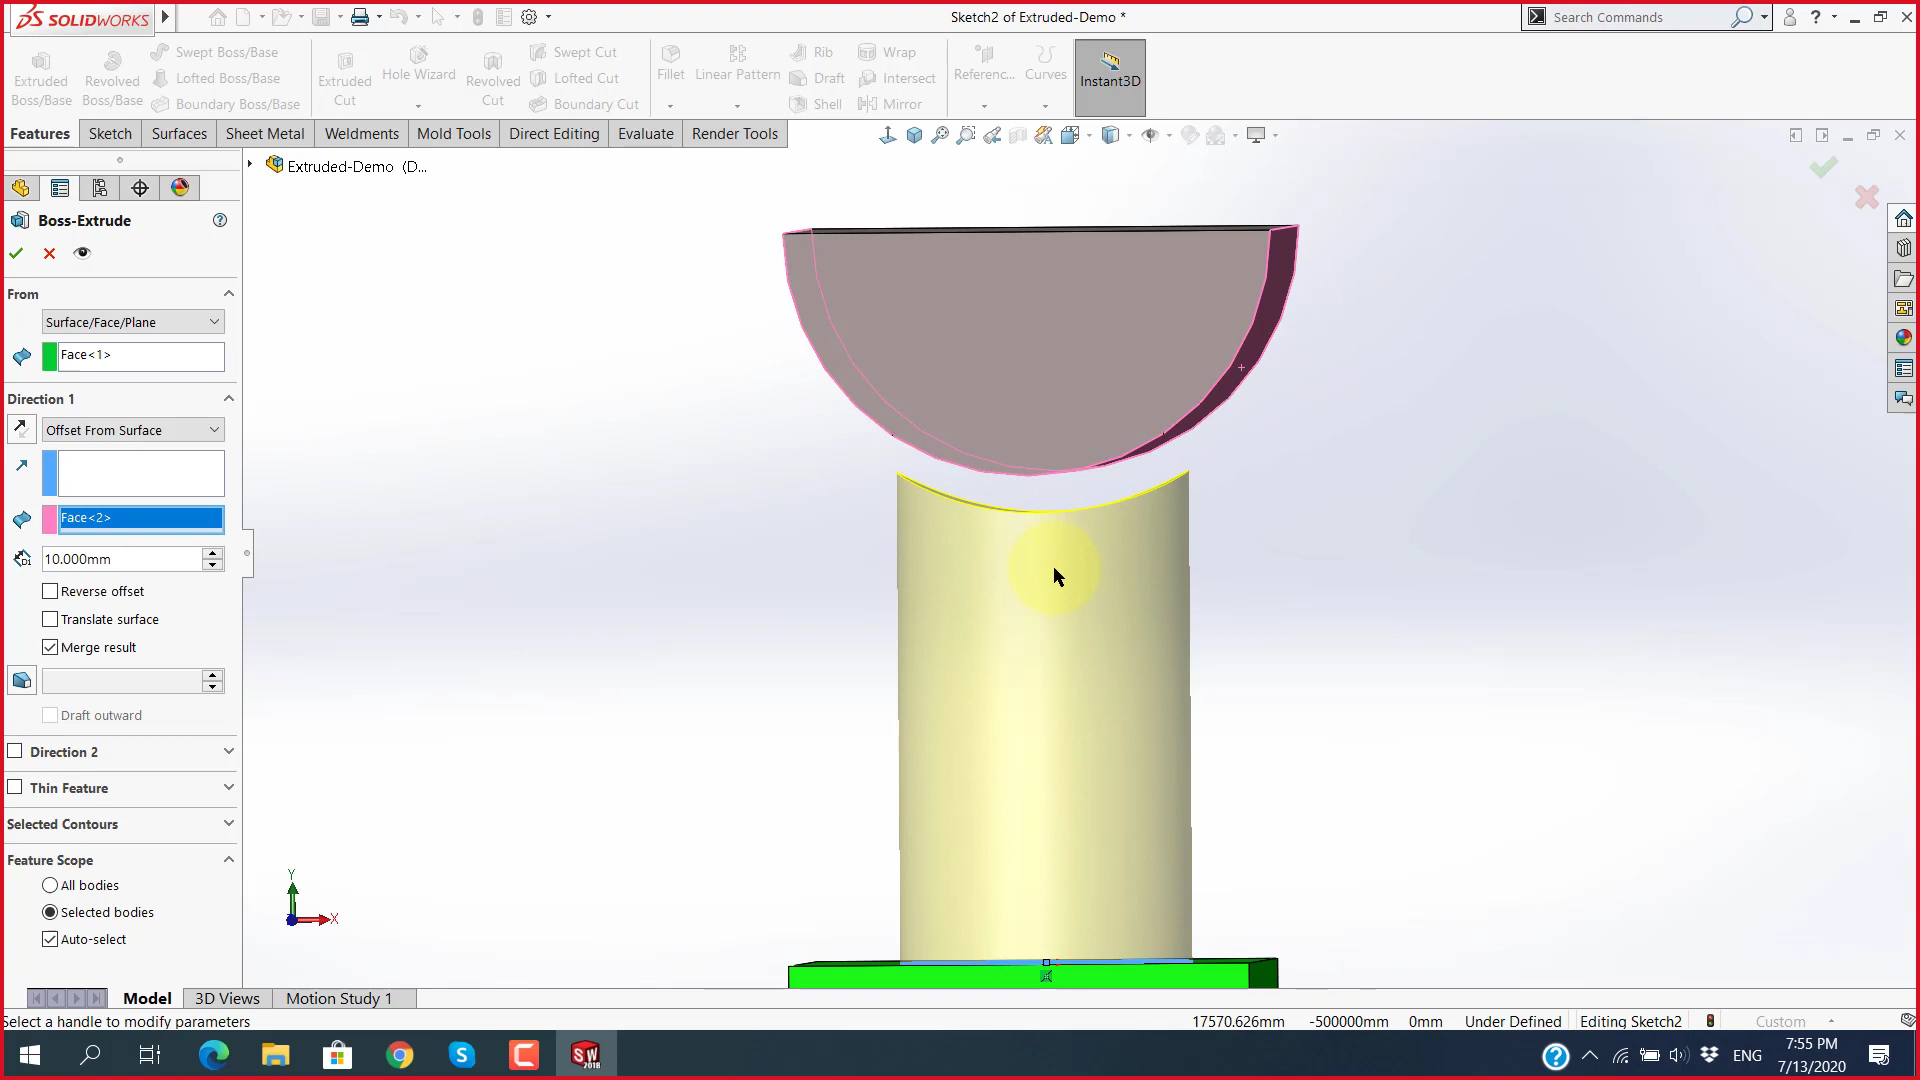 SOLIDWORKS
Sketch2 of Extruded-Demo *
Search Commands
Extruded Boss/Base
Revolved Boss/Base
Swept Boss/Base
Lofted Boss/Base
Boundary Boss/Base
Extruded Cut
Hole Wizard
Revolved Cut
Swept Cut
Lofted Cut
Boundary Cut
Fillet
Linear Pattern
Rib
Draft
Shell
Wrap
Intersect
Mirror
Referenc...
Curves
Instant3D
Features
Sketch
Surfaces
Sheet Metal
Weldments
Mold Tools
Direct Editing
Evaluate
Render Tools
Extruded-Demo (D...
Boss-Extrude
From
Surface/Face/Plane
Face<1>
Direction 1
Offset From Surface
Face<2>
D1
10.000mm
Reverse offset
Translate surface
Merge result
Draft outward
Direction 2
Thin Feature
Selected Contours
Feature Scope
All bodies
Selected bodies
Auto-select
Y
X
Model
3D Views
Motion Study 1
Select a handle to modify parameters
17570.626mm
-500000mm
0mm
Under Defined
Editing Sketch2
Custom
SW
2018
ENG
7:55 PM
7/13/2020